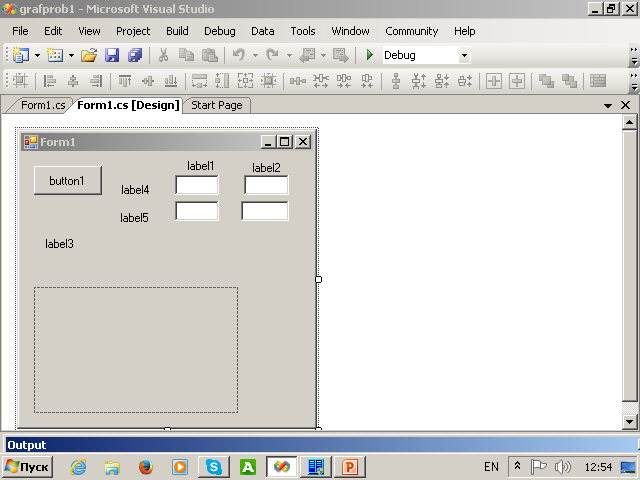 grafprob1 - Microsoft Visual Studio
File Edit View Project Build Debug Data Tools Window Community Help
Debug
Form1.cs Form1.cs [Design] Start Page
Form1
label1 label2
button1
label4
label5
label3
Output
Пуск EN 12:54